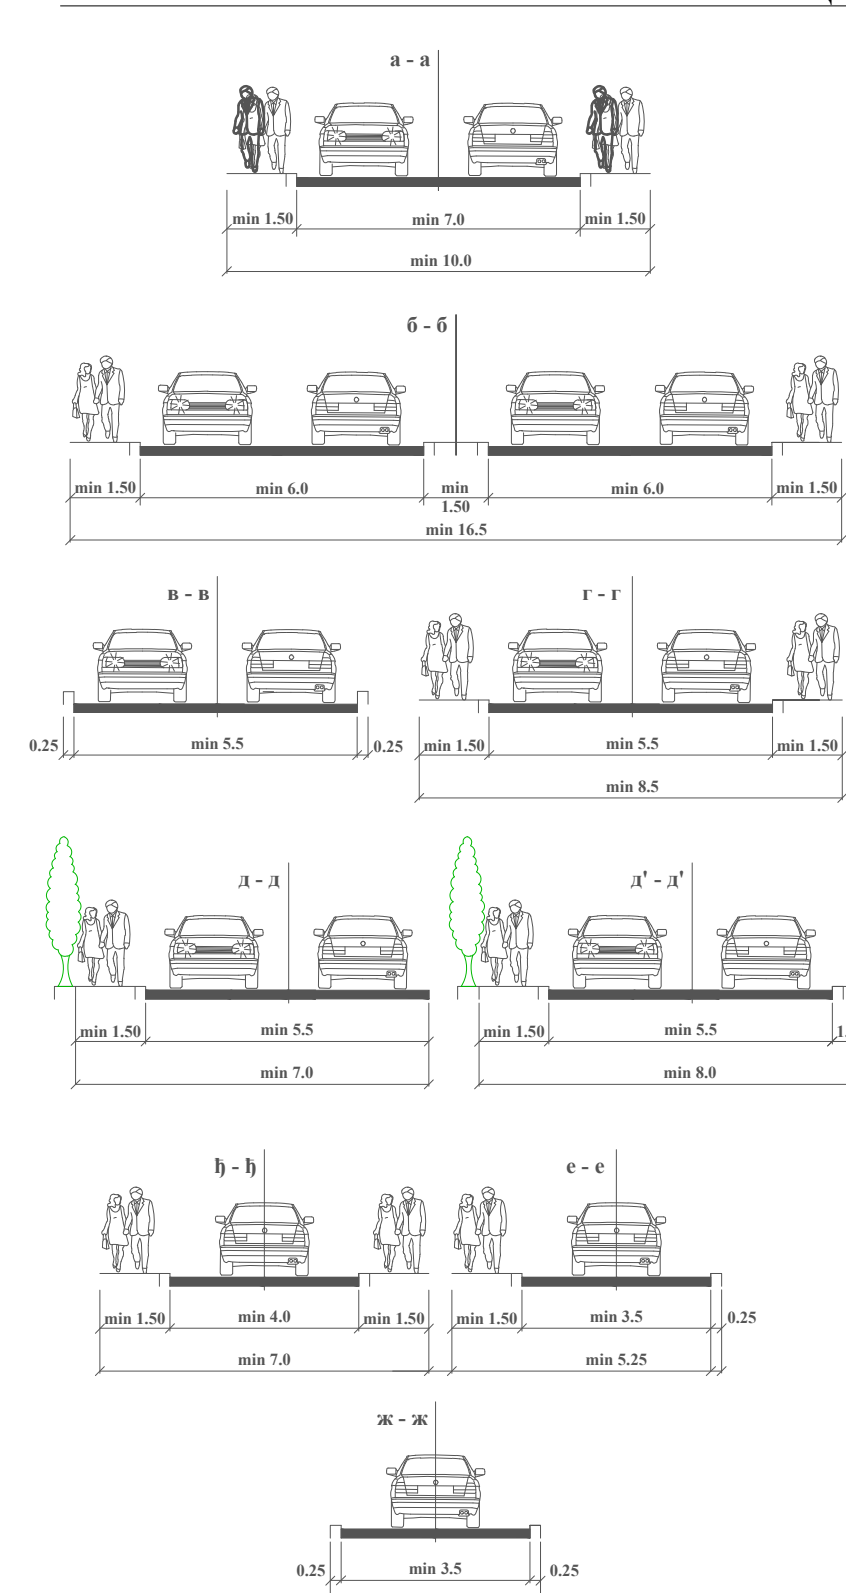 а - а
min 1.50 min 7.0 min 1.50
min 10.0
б - б
min 1.50 min 6.0 min 1.50 min 6.0 min 1.50
min 16.5
в - в г - г
0.25 min 5.5 0.25 min 1.50 min 5.5 min 1.50
min 8.5
д - д д' - д'
min 1.50 min 5.5 min 1.50 min 5.5
min 7.0 min 8.0
ђ - ђ е - е
min 1.50 min 4.0 min 1.50 min 1.50 min 3.5 0.25
min 7.0 min 5.25
ж - ж
0.25 min 3.5 0.25